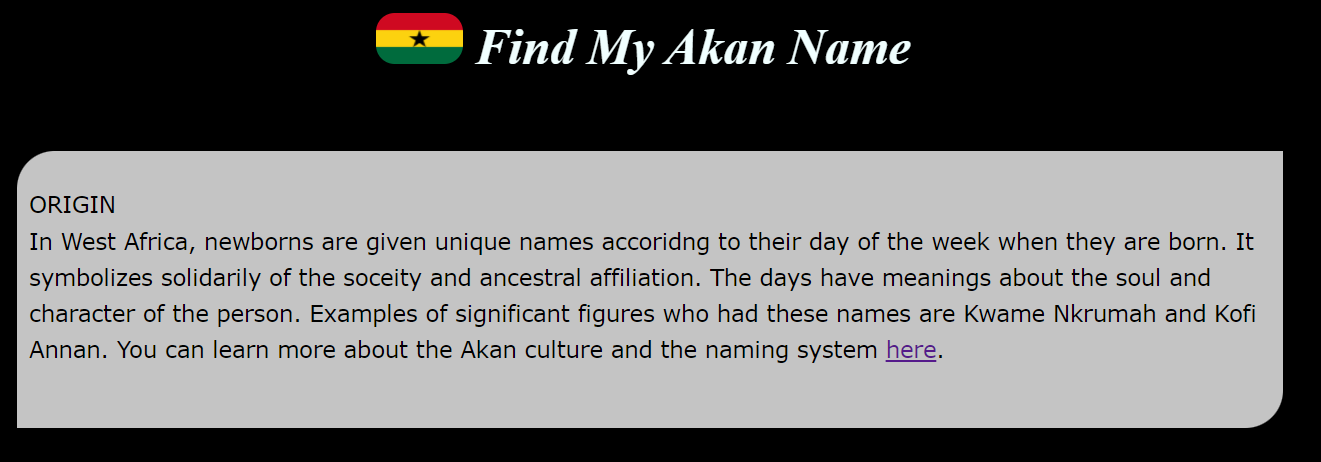 Find My Akan Name
ORIGIN
In West Africa, newborns are given unique names accoridng to their day of the week when they are born. It
symbolizes solidarily of the soceity and ancestral affiliation. The days have meanings about the soul and
character of the person. Examples of significant figures who had these names are Kwame Nkrumah and Kofi
Annan. You can learn more about the Akan culture and the naming system here.